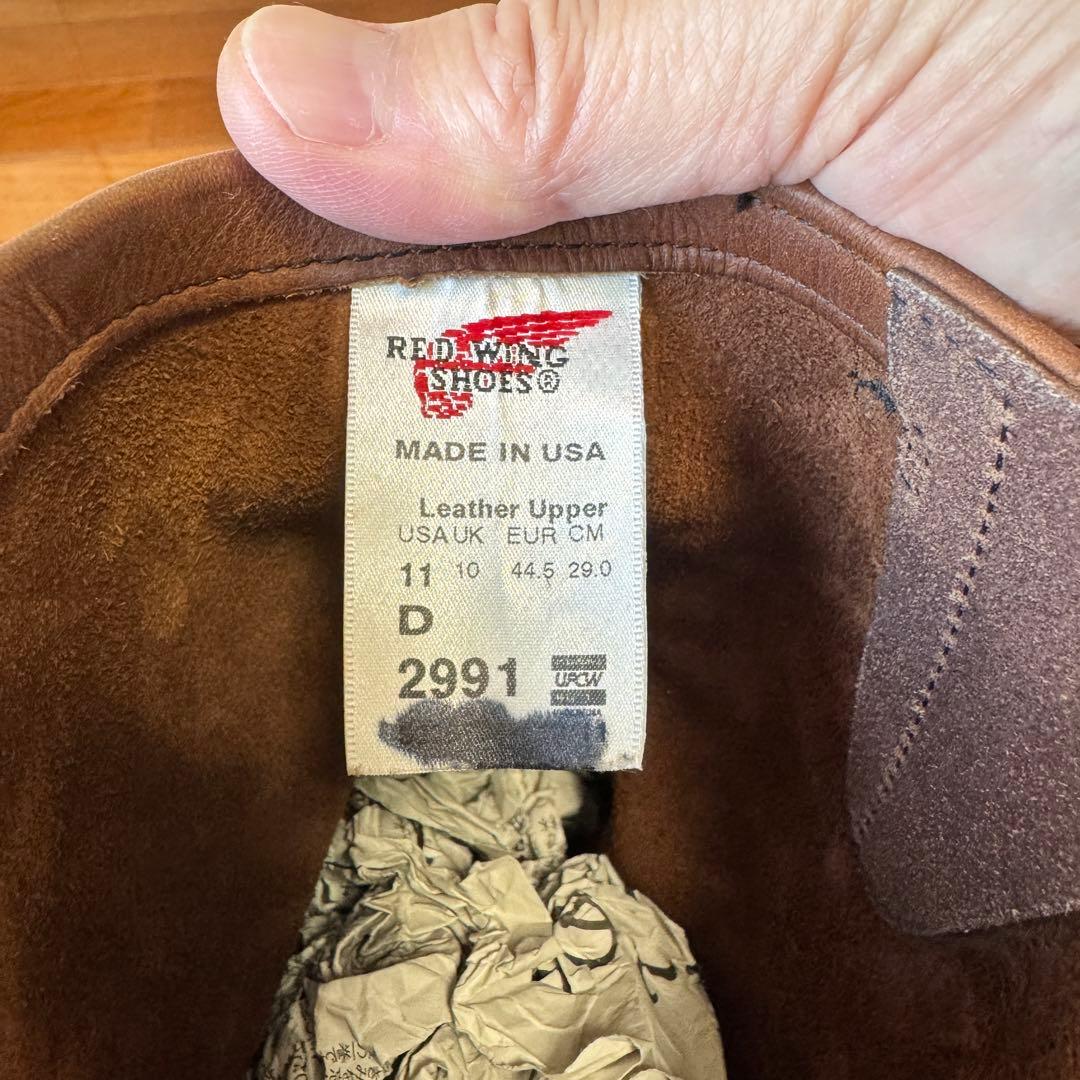 RED WING
SHOES®
MADE IN USA
Leather Upper
USA UK EUR CM
11 10 44.5 29.0
D
2991
UFCW